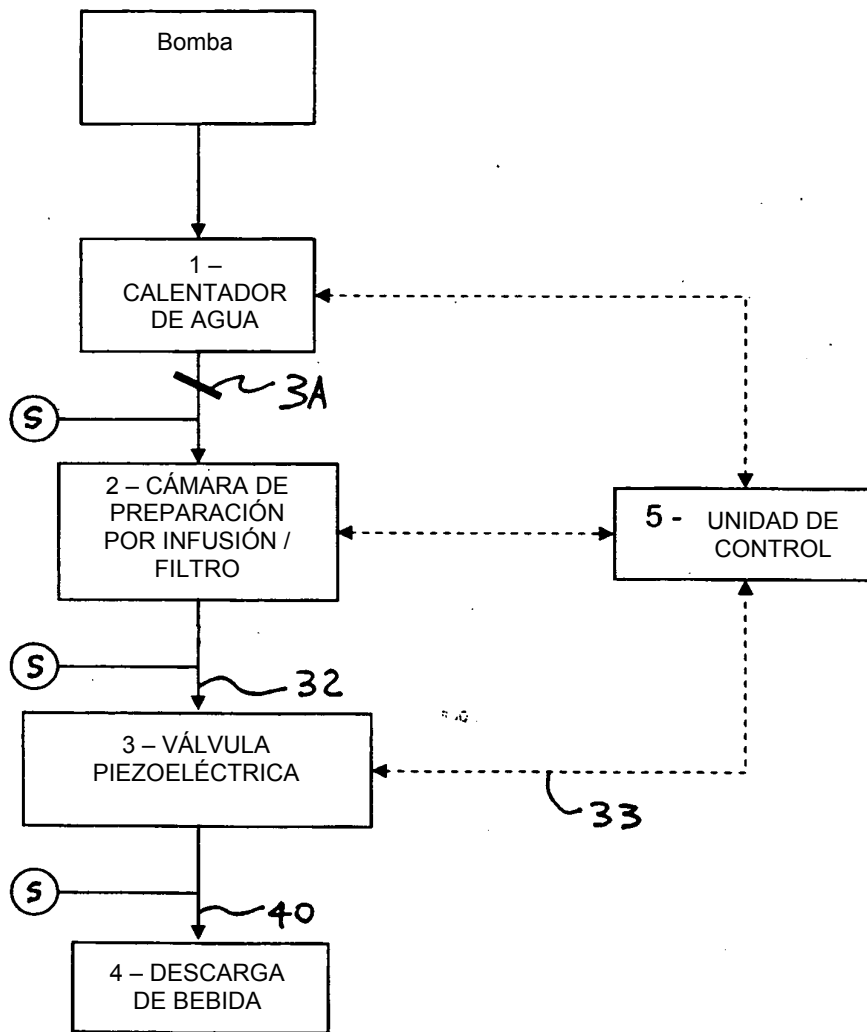 Bomba
1 –
CALENTADOR
DE AGUA
3A
S
2 – CÁMARA DE
PREPARACIÓN
POR INFUSIÓN /
FILTRO
5 - UNIDAD DE
CONTROL
S
32
3 – VÁLVULA
PIEZOELÉCTRICA
33
S
40
4 – DESCARGA
DE BEBIDA